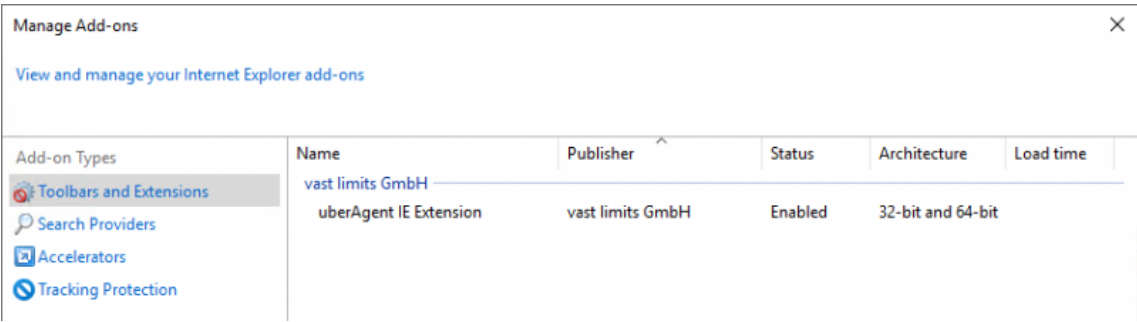 Manage Add-ons
View and manage your Internet Explorer add-ons
Add-on Types
Toolbars and Extensions
Search Providers
Accelerators
Tracking Protection
Name Publisher Status Architecture Load time
vast limits GmbH
uberAgent IE Extension vast limits GmbH Enabled 32-bit and 64-bit